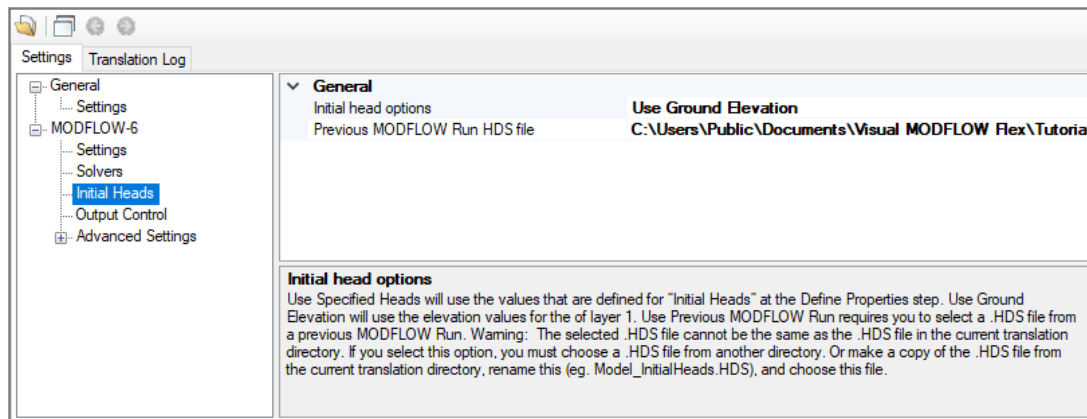 Settings
Translation Log
General
Settings
MODFLOW-6
Settings
Solvers
Initial Heads
Output Control
Advanced Settings
General
Initial head options Use Ground Elevation
Previous MODFLOW Run HDS file C:\Users\Public\Documents\Visual MODFLOW Flex\Tutoria
Initial head options
Use Specified Heads will use the values that are defined for "Initial Heads" at the Define Properties step. Use Ground
Elevation will use the elevation values for the of layer 1. Use Previous MODFLOW Run requires you to select a .HDS file from
a previous MODFLOW Run. Warning: The selected .HDS file cannot be the same as the .HDS file in the current translation
directory. If you select this option, you must choose a .HDS file from another directory. Or make a copy of the .HDS file from
the current translation directory, rename this (eg. Model_InitialHeads.HDS), and choose this file.